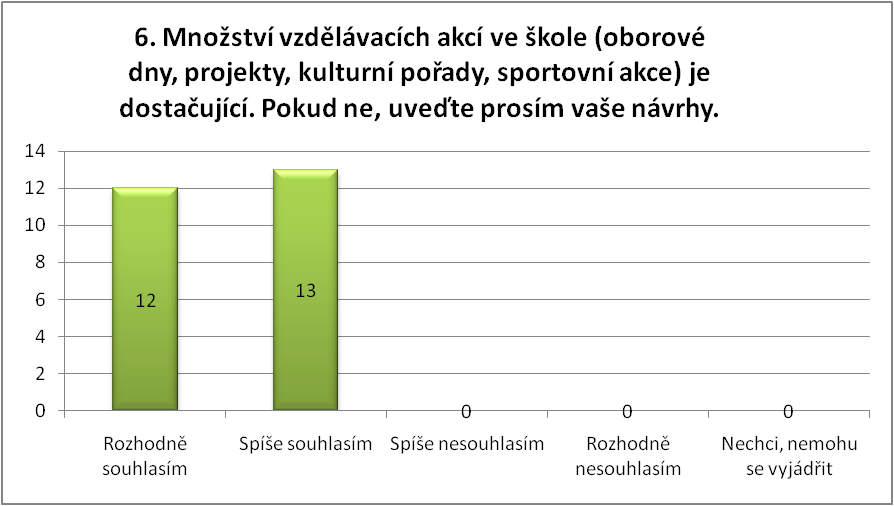 6. Množství vzdělávacích akcí ve škole (oborové
dny, projekty, kulturní pořady, sportovní akce) je
dostačující. Pokud ne, uveďte prosím vaše návrhy.
14
12
10
8
6
4
2
0
12
13
0
0
0
Rozhodně
souhlasím
Spíše souhlasím
Spíše nesouhlasím
Rozhodně
nesouhlasím
Nechci, nemohu
se vyjádřit